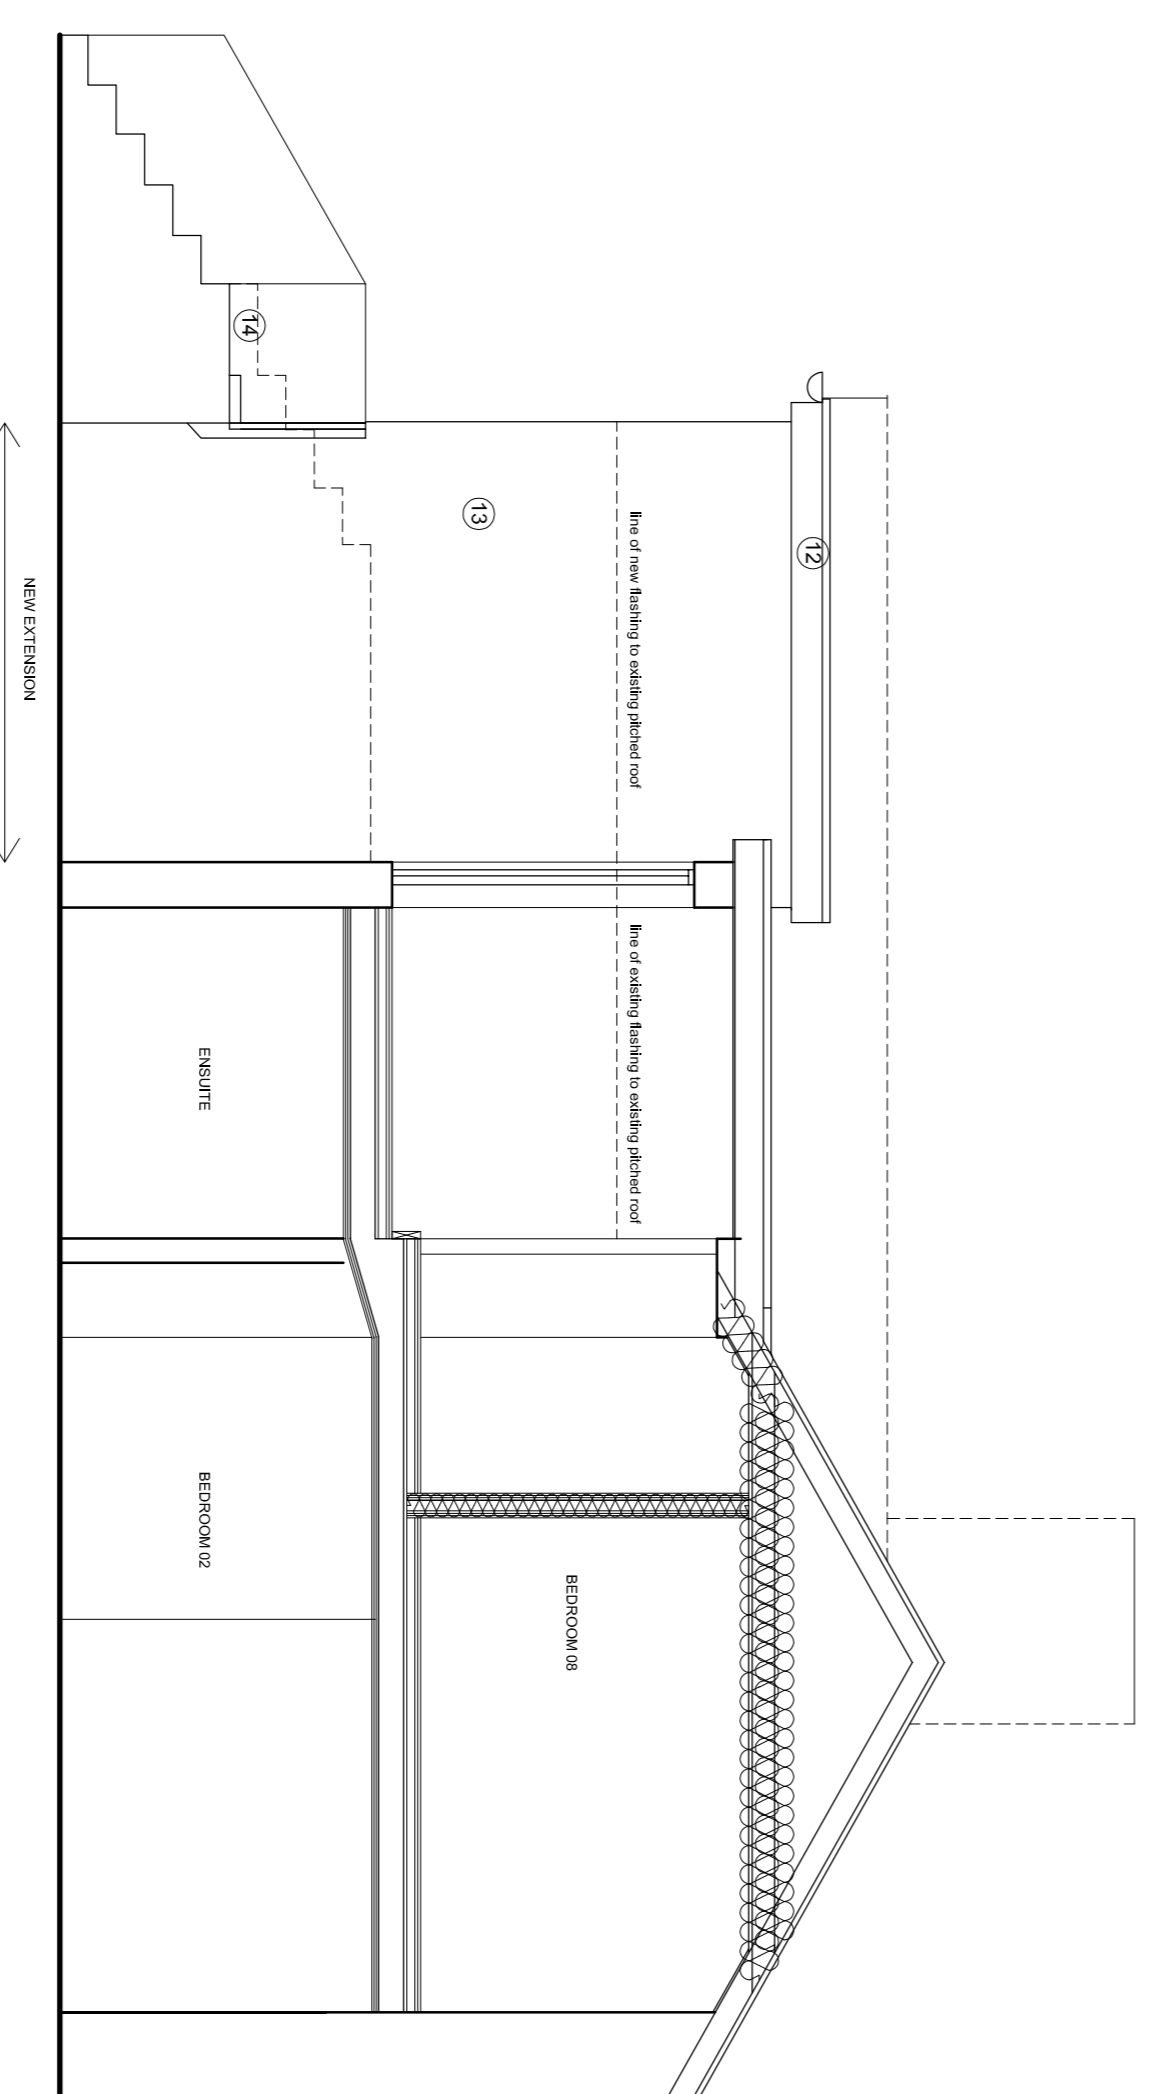 14
12
13
line of new flashing to existing pitched roof
NEW EXTENSION
line of existing flashing to existing pitched roof
ENSUITE
BEDROOM 02
BEDROOM 08